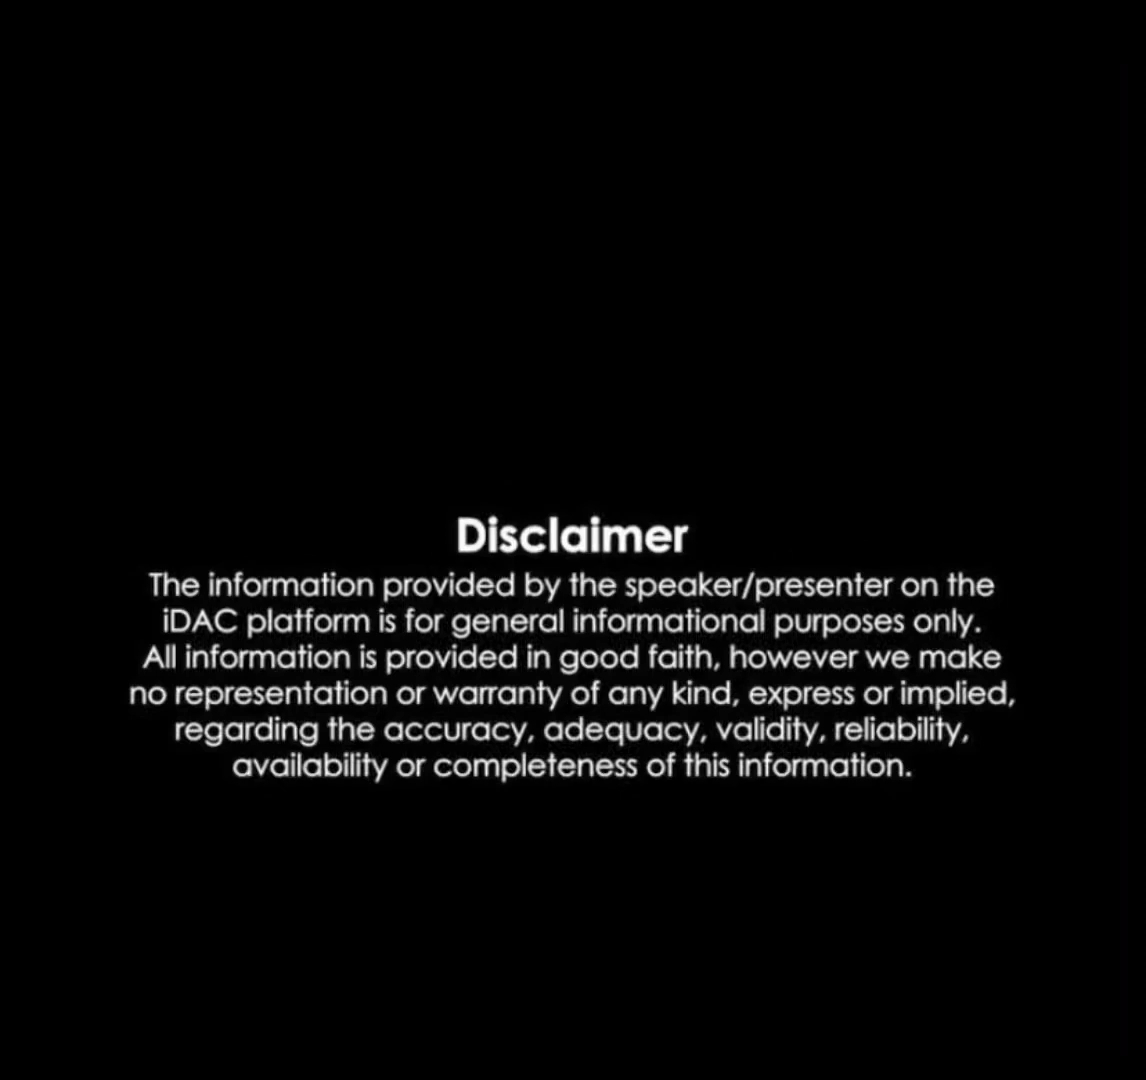 Disclaimer
The information provided by the speaker/presenter on the
iDAC platform is for general informational purposes only.
All information is provided in good faith, however we make
no representation or warranty of any kind, express or implied,
regarding the accuracy, adequacy, validity, reliability,
availability or completeness of this information.